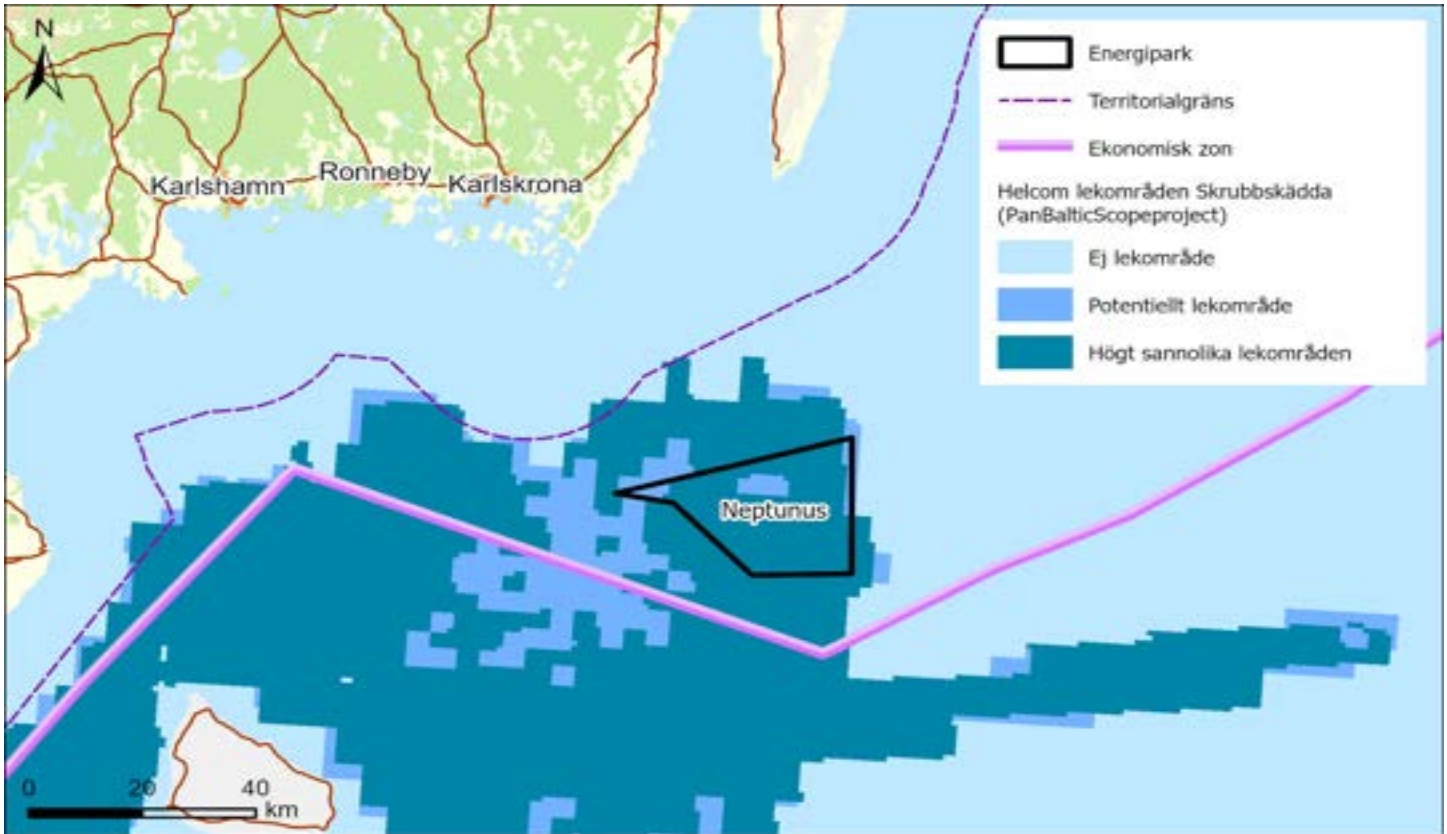 N
Energipark
Territorialgräns
Ekonomisk zon
Helcom lekområden Skrubbskädda
(PanBalticScopeproject)
Ej lekområde
Potentiellt lekområde
Högt sannolika lekområden
Karlshamn
Ronneby
Karlskrona
Neptunus
0 20 40
km